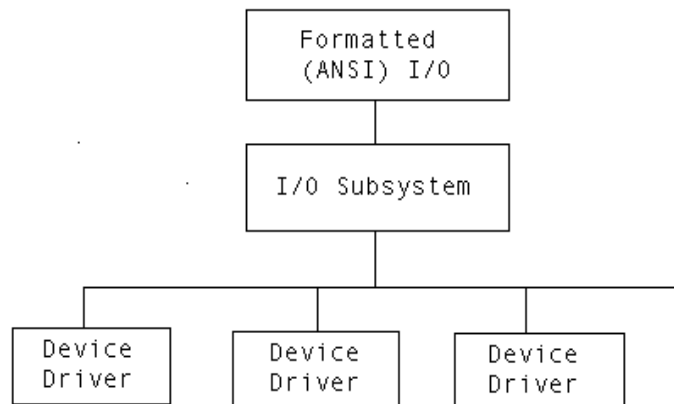 Formatted
(ANSI) I/O
I/O Subsystem
Device
Driver
Device
Driver
Device
Driver